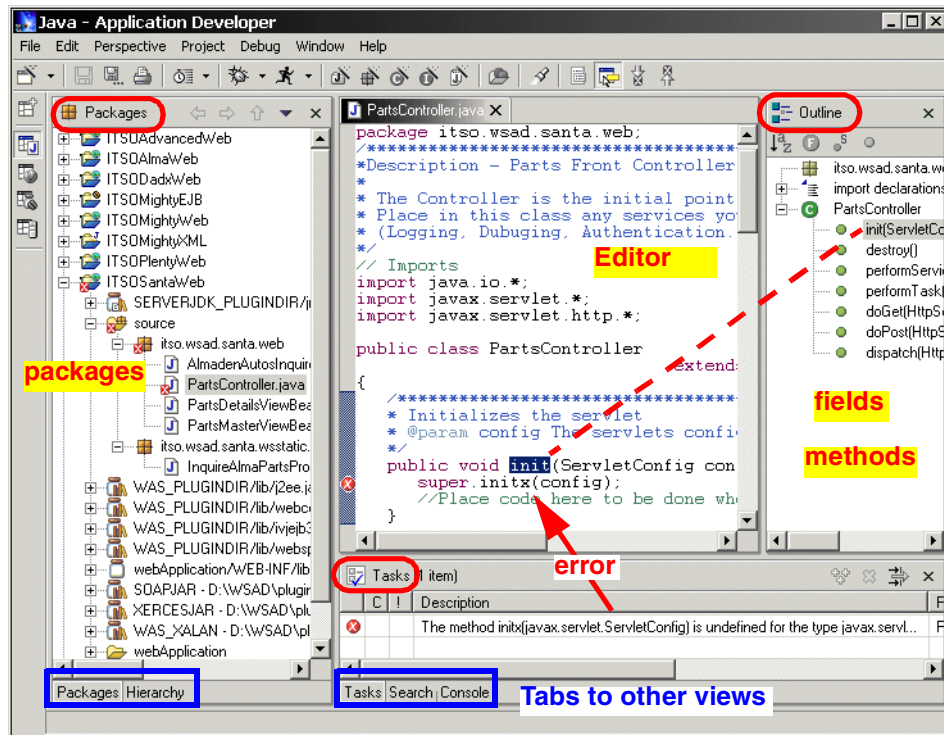 Java - Application Developer
File Edit Perspective Project Debug Window Help
Packages
ITSOAdvancedWeb
ITSOAlmaWeb
ITSODadxWeb
ITSOMightyEJB
ITSOMightyWeb
ITSOMightyXML
ITSOPlentyWeb
ITSOSantaWeb
SERVERJDK_PLUGINDIR/
source
itso.wsad.santa.web
AlmadenAutosInquir
PartsController.java
PartsDetailsViewBea
PartsMasterViewBea
itso.wsad.santa.wsstatic.
InquireAlmaPartsPro
WAS_PLUGINDIR/lib/j2ee.ja
WAS_PLUGINDIR/lib/webc
WAS_PLUGINDIR/lib/ivjejb3
WAS_PLUGINDIR/lib/websp
webApplication/WEB-INF/lib
SOAPJAR - D:\WSAD\plugin
XERCESJAR - D:\WSAD\plu
WAS_XALAN - D:\WSAD\pl
webApplication
packages
Packages Hierarchy
PartsController.java
package itso.wsad.santa.web;
/*****************************************
*Description - Parts Front Controller
*
* The Controller is the initial point
* Place in this class any services yo
* (Logging, Dubuging, Authentication.
*/
// Imports
import java.io.*;
import javax.servlet.*;
import javax.servlet.http.*;
public class PartsController
extends
{
/**************************************
* Initializes the servlet
* @param config The servlets confi
*/
public void init(ServletConfig con
super.initx(config);
//Place code here to be done whe
}
Editor
error
Outline
itso.wsad.santa.we
import declarations
PartsController
init(ServletCo
destroy()
performServi
performTask(
doGet(HttpSe
doPost(Http
dispatch(Http
fields
methods
Tasks (1 item)
C ! Description F
The method initx(javax.servlet.ServletConfig) is undefined for the type javax.servl... F
Tasks Search Console
Tabs to other views